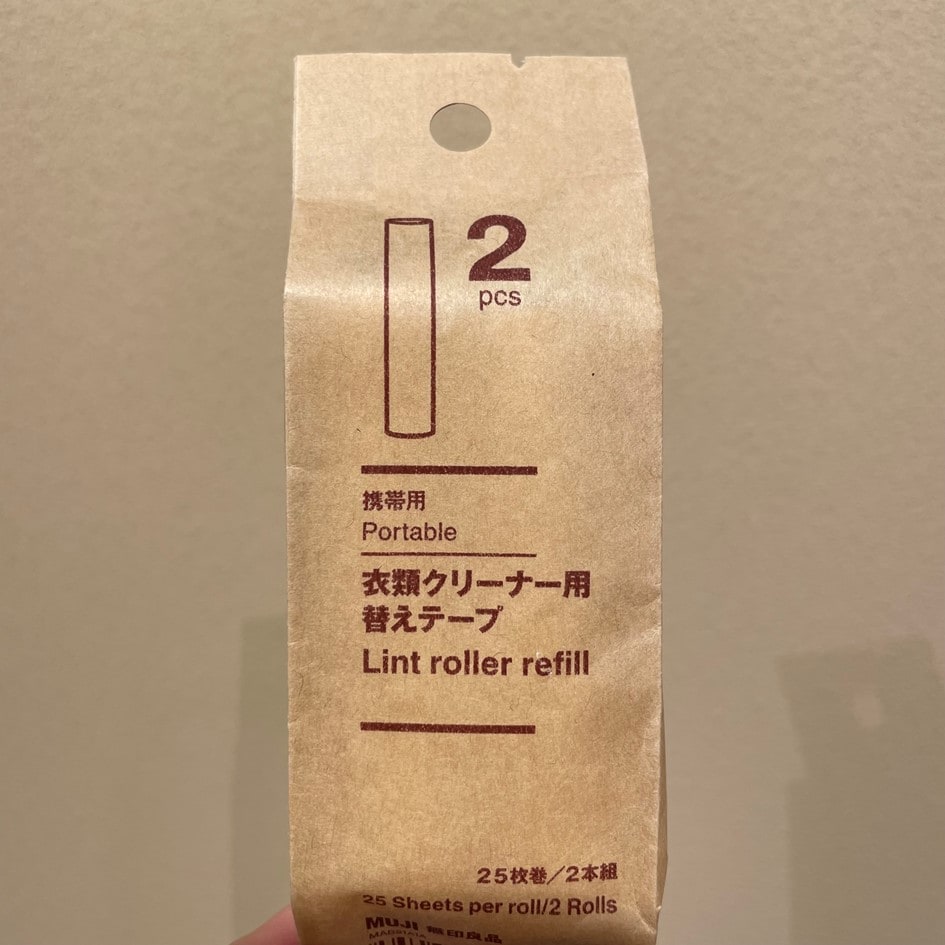 2
pcs
携帯用
Portable
衣類クリーナー用
替えテープ
Lint roller refill
25枚巻／2本組
25 Sheets per roll/2 Rolls
MUJI 無印良品